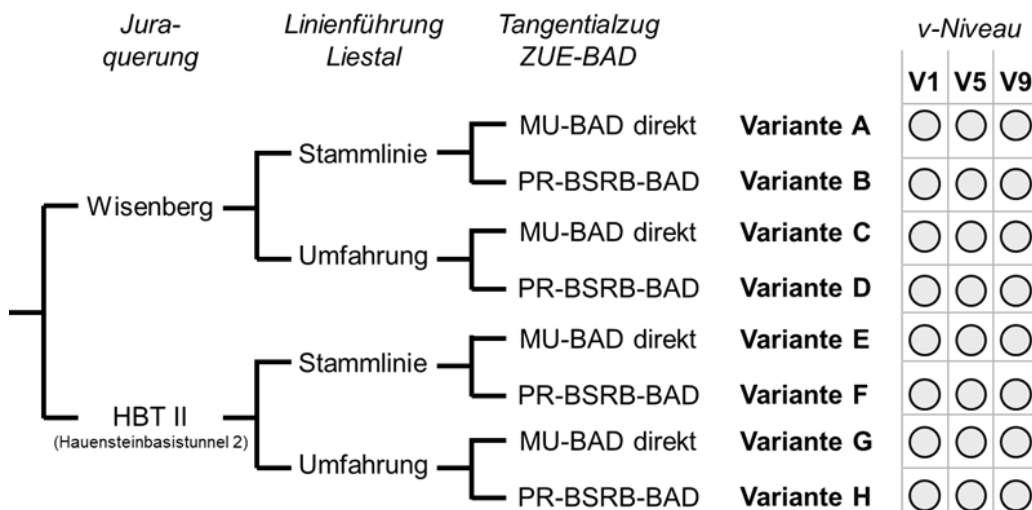 Jura-
querung
Linienführung
Liestal
Tangentialzug
ZUE-BAD
v-Niveau
V1 V5 V9
MU-BAD direkt Variante A
Stammlinie
PR-BSRB-BAD Variante B
Wisenberg
MU-BAD direkt Variante C
Umfahrung
PR-BSRB-BAD Variante D
MU-BAD direkt Variante E
Stammlinie
PR-BSRB-BAD Variante F
HBT II
(Hauensteinbasistunnel 2)
MU-BAD direkt Variante G
Umfahrung
PR-BSRB-BAD Variante H